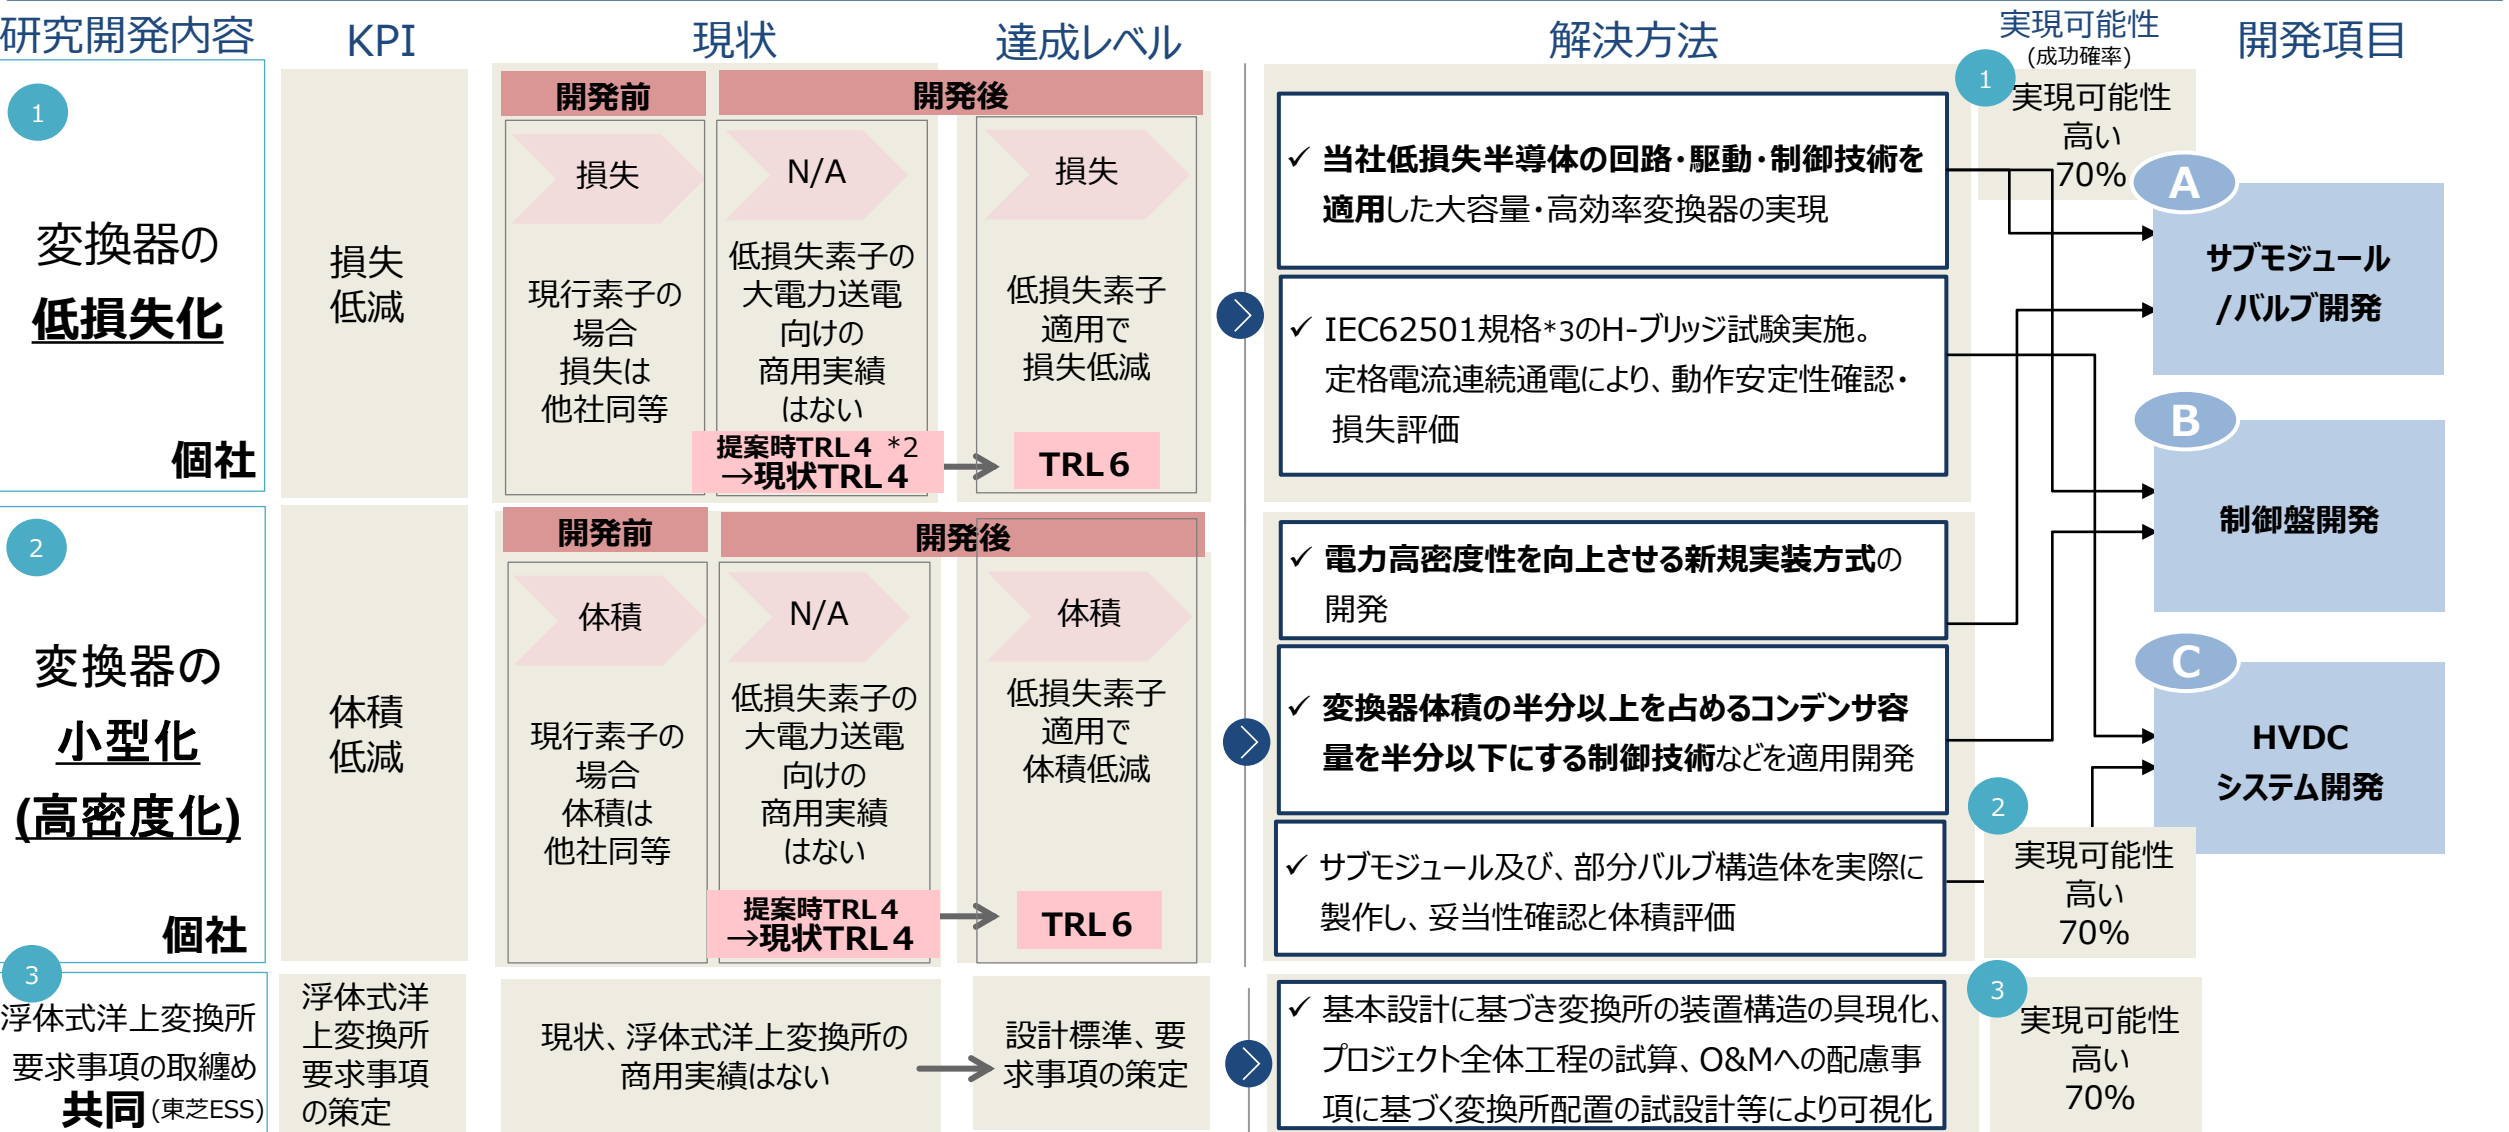 研究開発内容
KPI
現状
達成レベル
解決方法
実現可能性
(成功確率)
開発項目
1
変換器の
低損失化
個社
損失
低減
開発前
開発後
損失
現行素子の
場合
損失は
他社同等
N/A
低損失素子の
大電力送電
向けの
商用実績
はない
提案時TRL４ *2
→現状TRL４
損失
低損失素子
適用で
損失低減
TRL６
✓ 当社低損失半導体の回路･駆動･制御技術を
適用した大容量･高効率変換器の実現
✓ IEC62501規格*3のH-ブリッジ試験実施。
定格電流連続通電により、動作安定性確認･
損失評価
1
実現可能性
高い
70%
A
サブモジュール
/バルブ開発
B
制御盤開発
C
HVDC
システム開発
2
変換器の
小型化
(高密度化)
個社
体積
低減
開発前
開発後
体積
現行素子の
場合
体積は
他社同等
N/A
低損失素子の
大電力送電
向けの
商用実績
はない
提案時TRL４
→現状TRL４
体積
低損失素子
適用で
体積低減
TRL６
✓ 電力高密度性を向上させる新規実装方式の
開発
✓ 変換器体積の半分以上を占めるコンデンサ容
量を半分以下にする制御技術などを適用開発
✓ サブモジュール及び、部分バルブ構造体を実際に
製作し、妥当性確認と体積評価
2
実現可能性
高い
70%
3
浮体式洋上変換所
要求事項の取纏め
共同(東芝ESS)
浮体式洋
上変換所
要求事項
の策定
現状、浮体式洋上変換所の
商用実績はない
設計標準、要
求事項の策定
✓ 基本設計に基づき変換所の装置構造の具現化、
プロジェクト全体工程の試算、O&Mへの配慮事
項に基づく変換所配置の試設計等により可視化
3
実現可能性
高い
70%